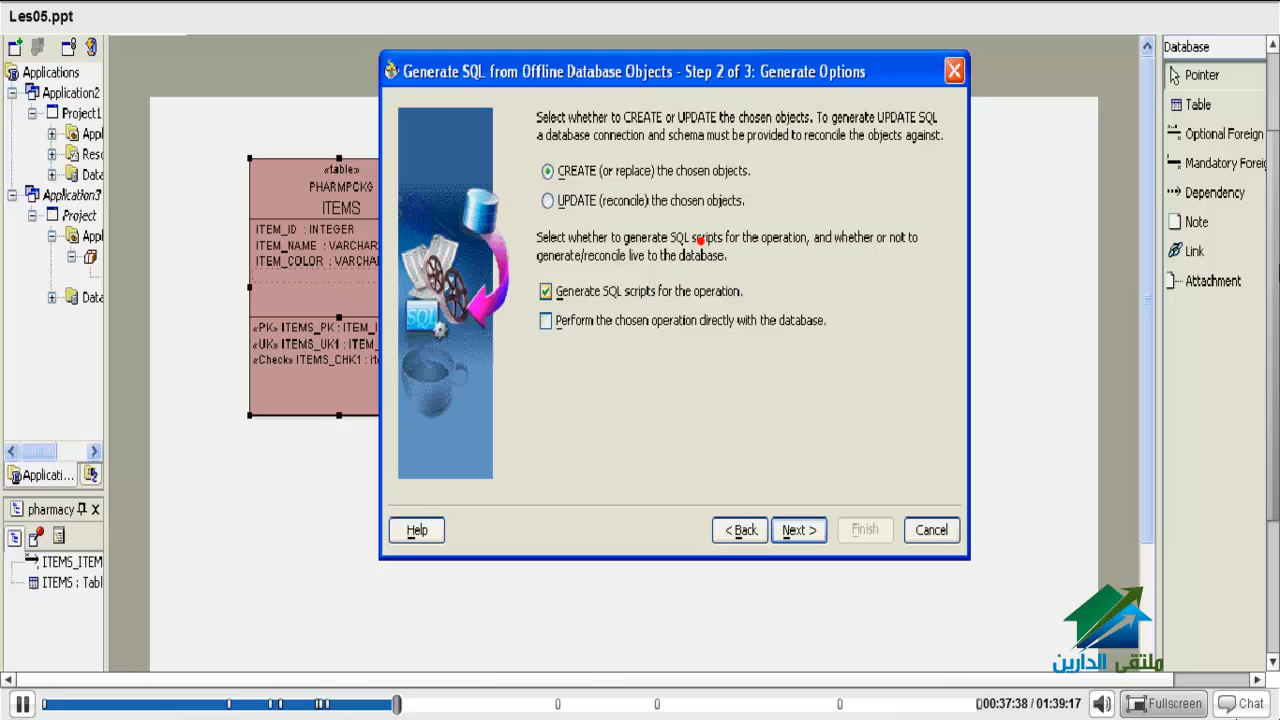 Les05.ppt
Applications
Application2
Project1
Appl
Reso
Data
Application3
Project
Appl
Data
Applicati...
pharmacy
ITEMS_ITEM
ITEMS : Tabl
«table»
PHARMPCKG
ITEMS
ITEM_ID : INTEGER
ITEM_NAME : VARCHAR
ITEM_COLOR : VARCHA
«PK» ITEMS_PK : ITEM_I
«UK» ITEMS_UK1 : ITEM_
«Check» ITEMS_CHK1 : ite
Generate SQL from Offline Database Objects - Step 2 of 3: Generate Options
Select whether to CREATE or UPDATE the chosen objects. To generate UPDATE SQL
a database connection and schema must be provided to reconcile the objects against.
CREATE (or replace) the chosen objects.
UPDATE (reconcile) the chosen objects.
Select whether to generate SQL scripts for the operation, and whether or not to
generate/reconcile live to the database.
Generate SQL scripts for the operation.
Perform the chosen operation directly with the database.
SQL
Help
< Back
Next >
Finish
Cancel
Database
Pointer
Table
Optional Foreign
Mandatory Foreig
Dependency
Note
Link
Attachment
ملتقى الدارين
00:37:38 / 01:39:17
Fullscreen
Chat